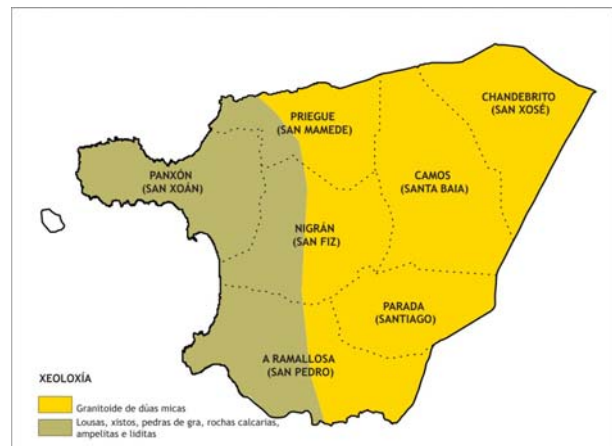 CHANDEBRITO
(SAN XOSÉ)
PRIEGUE
(SAN MAMEDE)
PANXÓN
(SAN XOÁN)
CAMOS
(SANTA BAIA)
NIGRÁN
(SAN FIZ)
PARADA
(SANTIAGO)
A RAMALLOSA
(SAN PEDRO)
XEOLOXÍA
Granitoide de dúas micas
Lousas, xistos, pedras de gra, rochas calcarias,
ampelitas e liditas